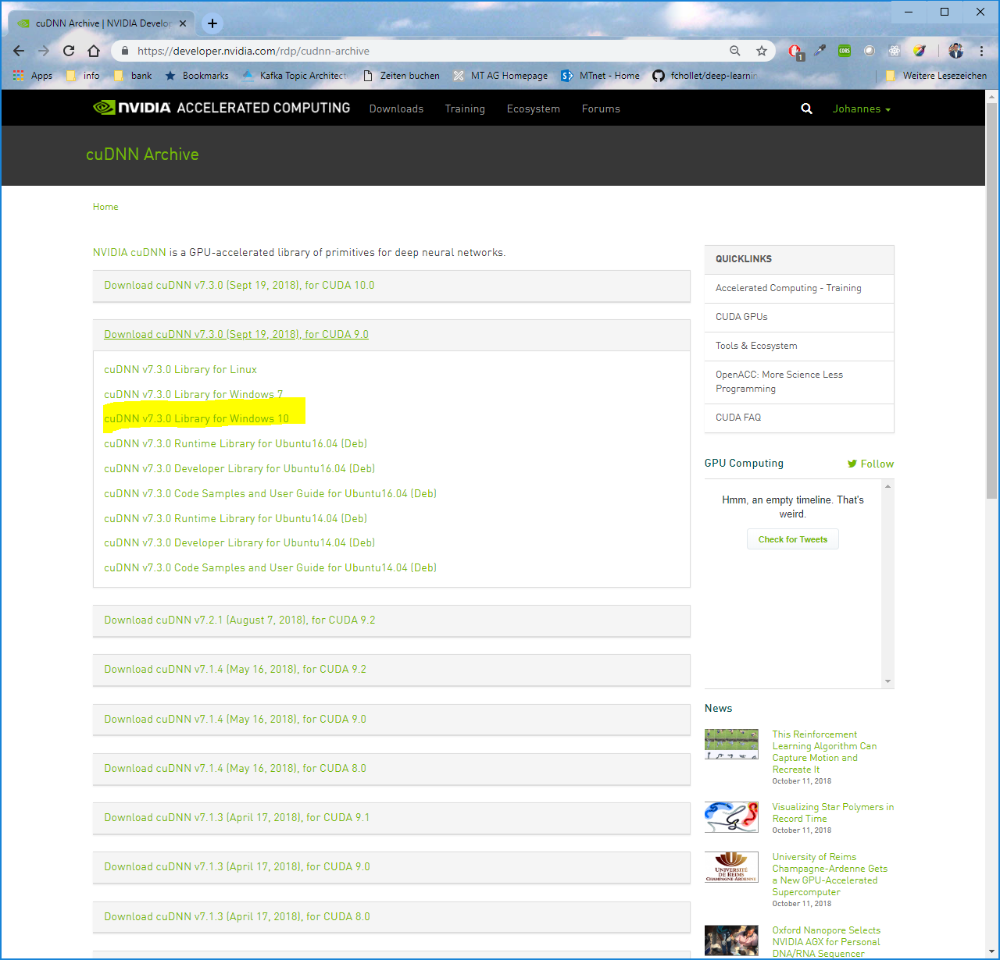 cuDNN Archive | NVIDIA Develop
https://developer.nvidia.com/rdp/cudnn-archive
1
CORS
Apps
info
bank
Bookmarks
Kafka Topic Architect
Zeiten buchen
MT AG Homepage
MTnet - Home
fchollet/deep-learnin
Weitere Lesezeichen
NVIDIA ACCELERATED COMPUTING
Downloads
Training
Ecosystem
Forums
Johannes
cuDNN Archive
Home
NVIDIA cuDNN is a GPU-accelerated library of primitives for deep neural networks.
Download cuDNN v7.3.0 (Sept 19, 2018), for CUDA 10.0
Download cuDNN v7.3.0 (Sept 19, 2018), for CUDA 9.0
cuDNN v7.3.0 Library for Linux
cuDNN v7.3.0 Library for Windows 7
cuDNN v7.3.0 Library for Windows 10
cuDNN v7.3.0 Runtime Library for Ubuntu16.04 (Deb)
cuDNN v7.3.0 Developer Library for Ubuntu16.04 (Deb)
cuDNN v7.3.0 Code Samples and User Guide for Ubuntu16.04 (Deb)
cuDNN v7.3.0 Runtime Library for Ubuntu14.04 (Deb)
cuDNN v7.3.0 Developer Library for Ubuntu14.04 (Deb)
cuDNN v7.3.0 Code Samples and User Guide for Ubuntu14.04 (Deb)
Download cuDNN v7.2.1 (August 7, 2018), for CUDA 9.2
Download cuDNN v7.1.4 (May 16, 2018), for CUDA 9.2
Download cuDNN v7.1.4 (May 16, 2018), for CUDA 9.0
Download cuDNN v7.1.4 (May 16, 2018), for CUDA 8.0
Download cuDNN v7.1.3 (April 17, 2018), for CUDA 9.1
Download cuDNN v7.1.3 (April 17, 2018), for CUDA 9.0
Download cuDNN v7.1.3 (April 17, 2018), for CUDA 8.0
QUICKLINKS
Accelerated Computing - Training
CUDA GPUs
Tools & Ecosystem
OpenACC: More Science Less
Programming
CUDA FAQ
GPU Computing
Follow
Hmm, an empty timeline. That's
weird.
Check for Tweets
News
This Reinforcement
Learning Algorithm Can
Capture Motion and
Recreate It
October 11, 2018
Visualizing Star Polymers in
Record Time
October 11, 2018
UNIVERSITÉ
DE REIMS
CHAMPAGNE-ARDENNE
University of Reims
Champagne-Ardenne Gets
a New GPU-Accelerated
Supercomputer
October 11, 2018
Oxford Nanopore Selects
NVIDIA AGX for Personal
DNA/RNA Sequencer